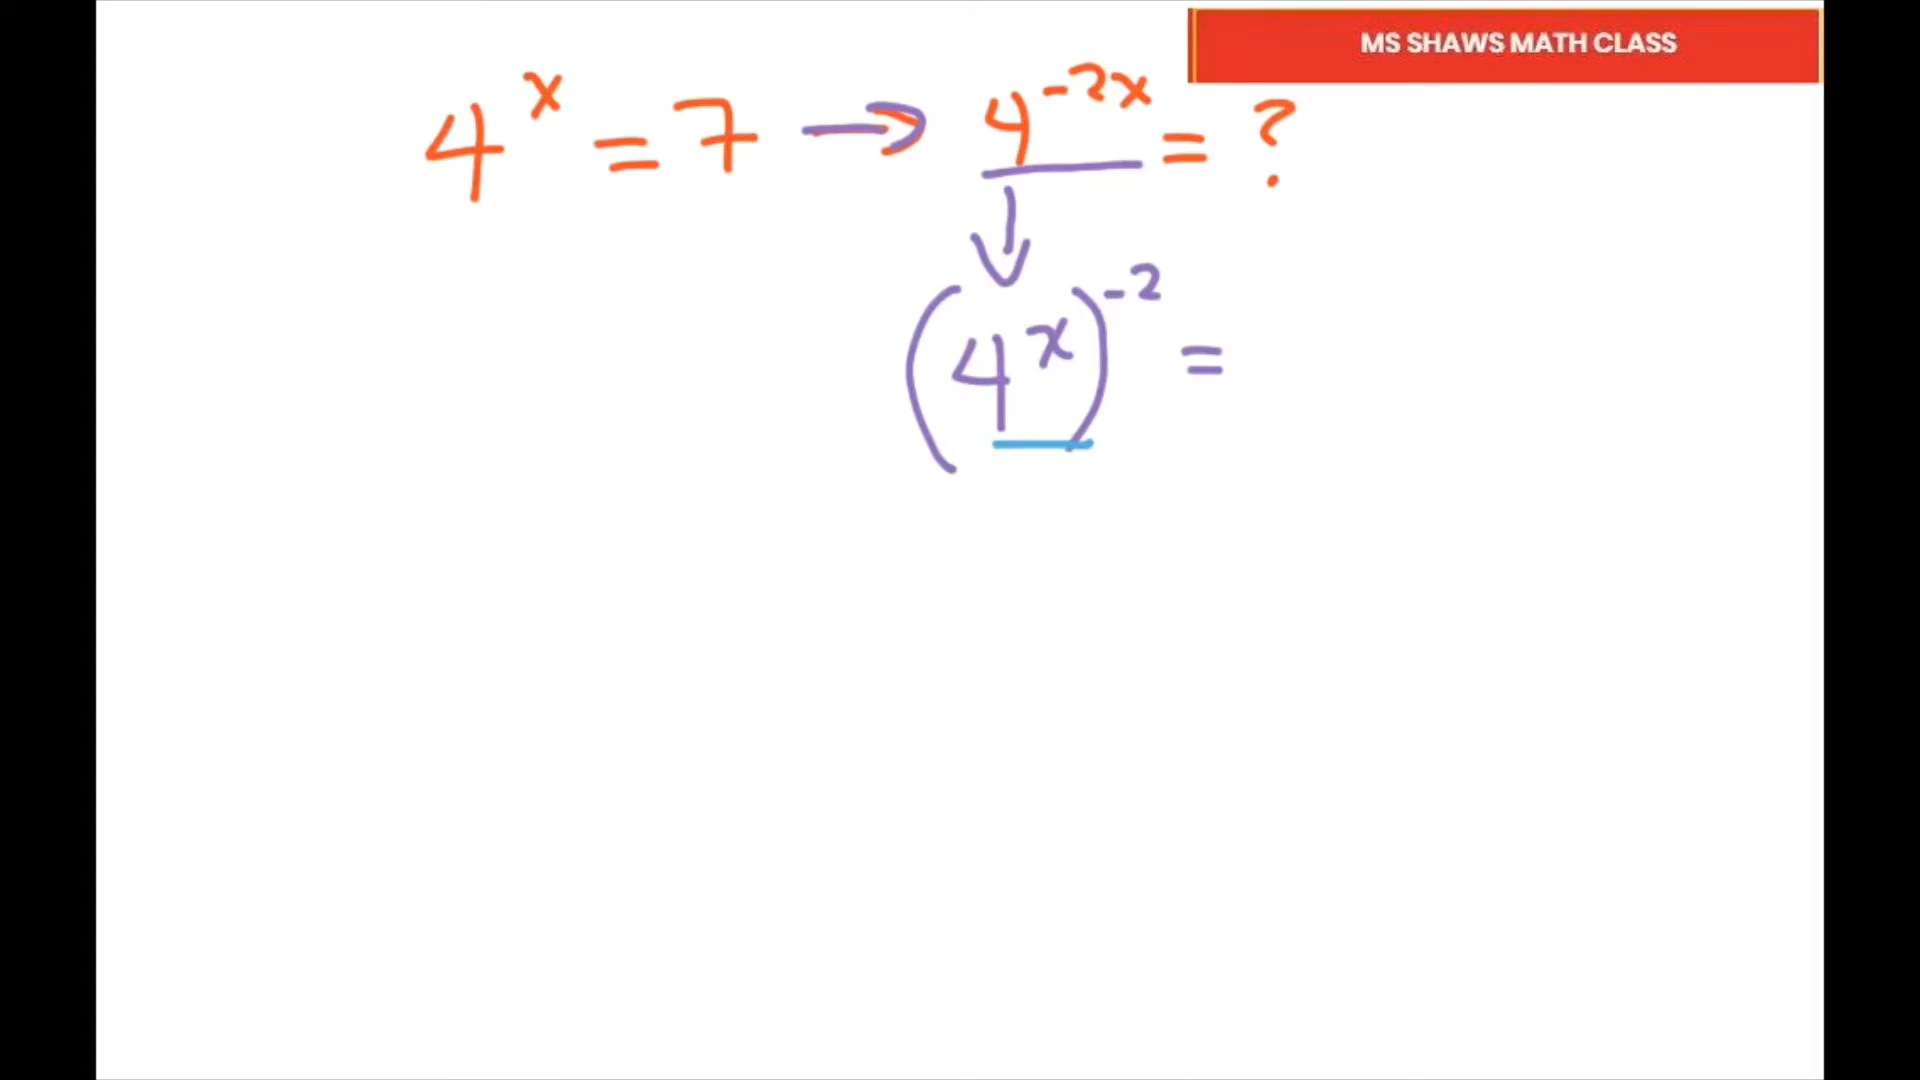 MS SHAWS MATH CLASS
4^x = 7 → 4^-2x = ?
(4^x)^-2 =